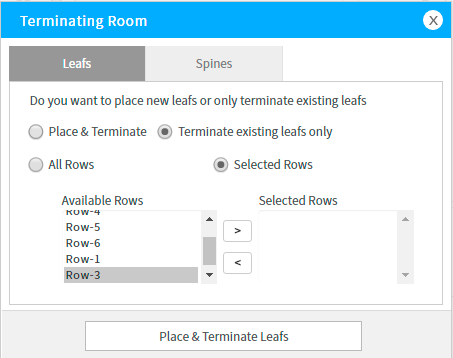 Terminating Room
X
Leafs
Spines
Do you want to place new leafs or only terminate existing leafs
Place & Terminate
Terminate existing leafs only
All Rows
Selected Rows
Available Rows
Selected Rows
Row-4
Row-5
Row-6
Row-1
Row-3
>
<
Place & Terminate Leafs